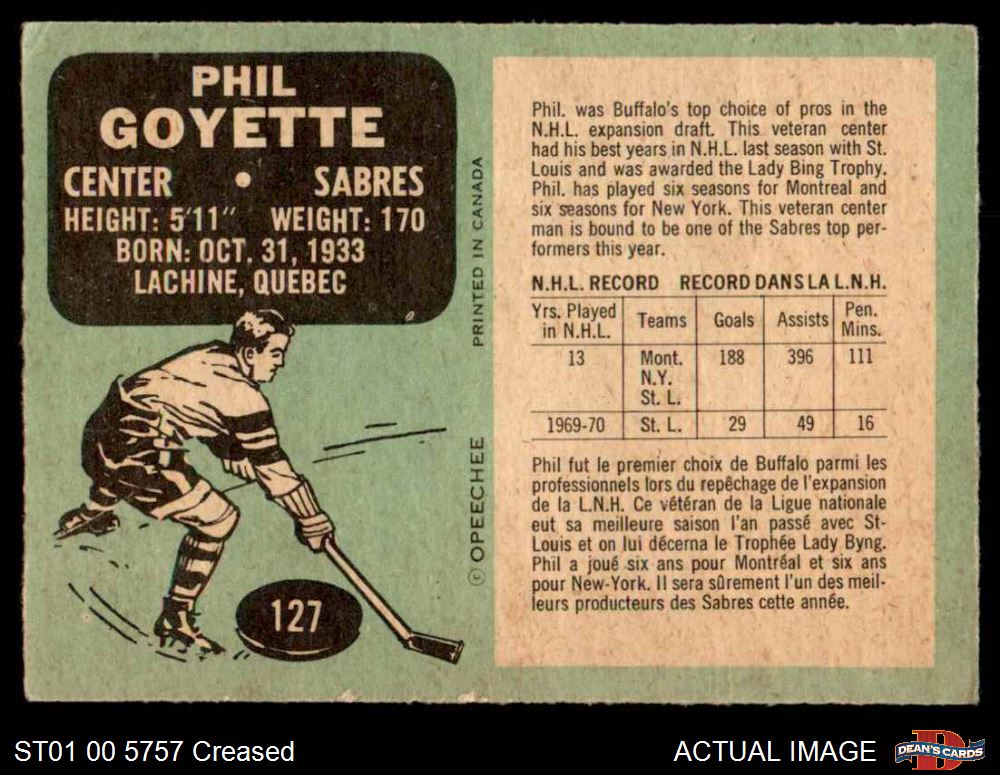 PHIL
GOYETTE
CENTER • SABRES
HEIGHT: 5'11" WEIGHT: 170
BORN: OCT. 31, 1933
LACHINE, QUEBEC
127
PRINTED IN CANADA
© OPEECHEE
Phil. was Buffalo's top choice of pros in the
N.H.L. expansion draft. This veteran center
had his best years in N.H.L. last season with St.
Louis and was awarded the Lady Bing Trophy.
Phil. has played six seasons for Montreal and
six seasons for New York. This veteran center
man is bound to be one of the Sabres top per-
formers this year.
N.H.L. RECORD RECORD DANS LA L.N.H.
Yrs. Played in N.H.L. Teams Goals Assists Pen. Mins.
13 Mont. 188 396 111
N.Y.
St. L.
1969-70 St. L. 29 49 16
Phil fut le premier choix de Buffalo parmi les
professionnels lors du repêchage de l'expansion
de la L.N.H. Ce vétéran de la Ligue nationale
eut sa meilleure saison l'an passé avec St-
Louis et on lui décerna le Trophée Lady Byng.
Phil a joué six ans pour Montréal et six ans
pour New-York. Il sera sûrement l'un des meil-
leurs producteurs des Sabres cette année.
ST01 00 5757 Creased
ACTUAL IMAGE
DEAN'S CARDS